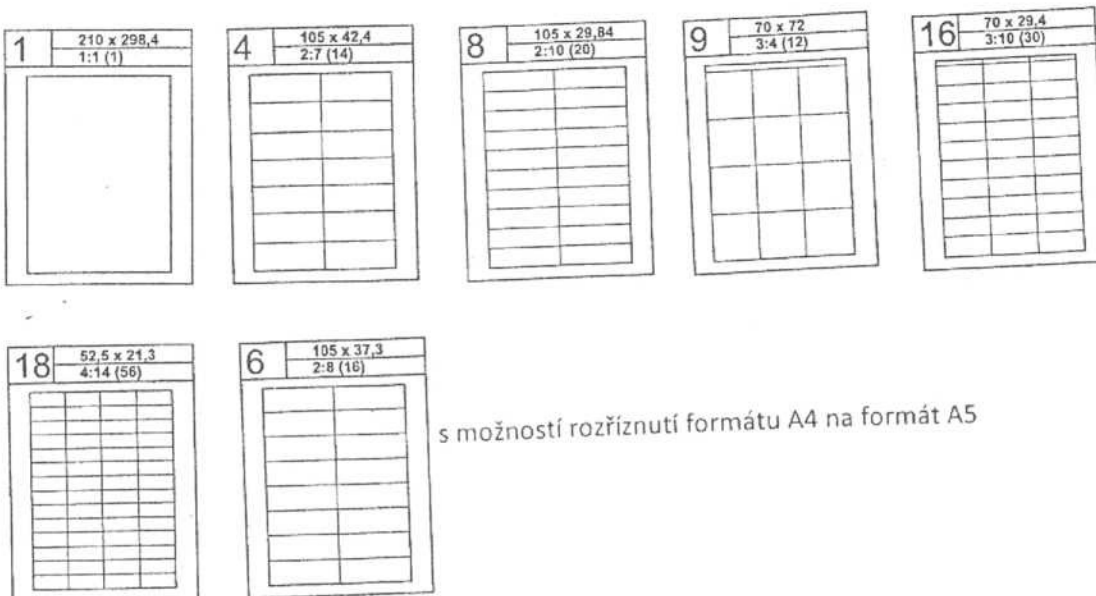 1
210 x 298,4
1:1 (1)
4
105 x 42,4
2:7 (14)
8
105 x 29,84
2:10 (20)
9
70 x 72
3:4 (12)
16
70 x 29,4
3:10 (30)
18
52,5 x 21,3
4:14 (56)
6
105 x 37,3
2:8 (16)
s možností rozříznutí formátu A4 na formát A5